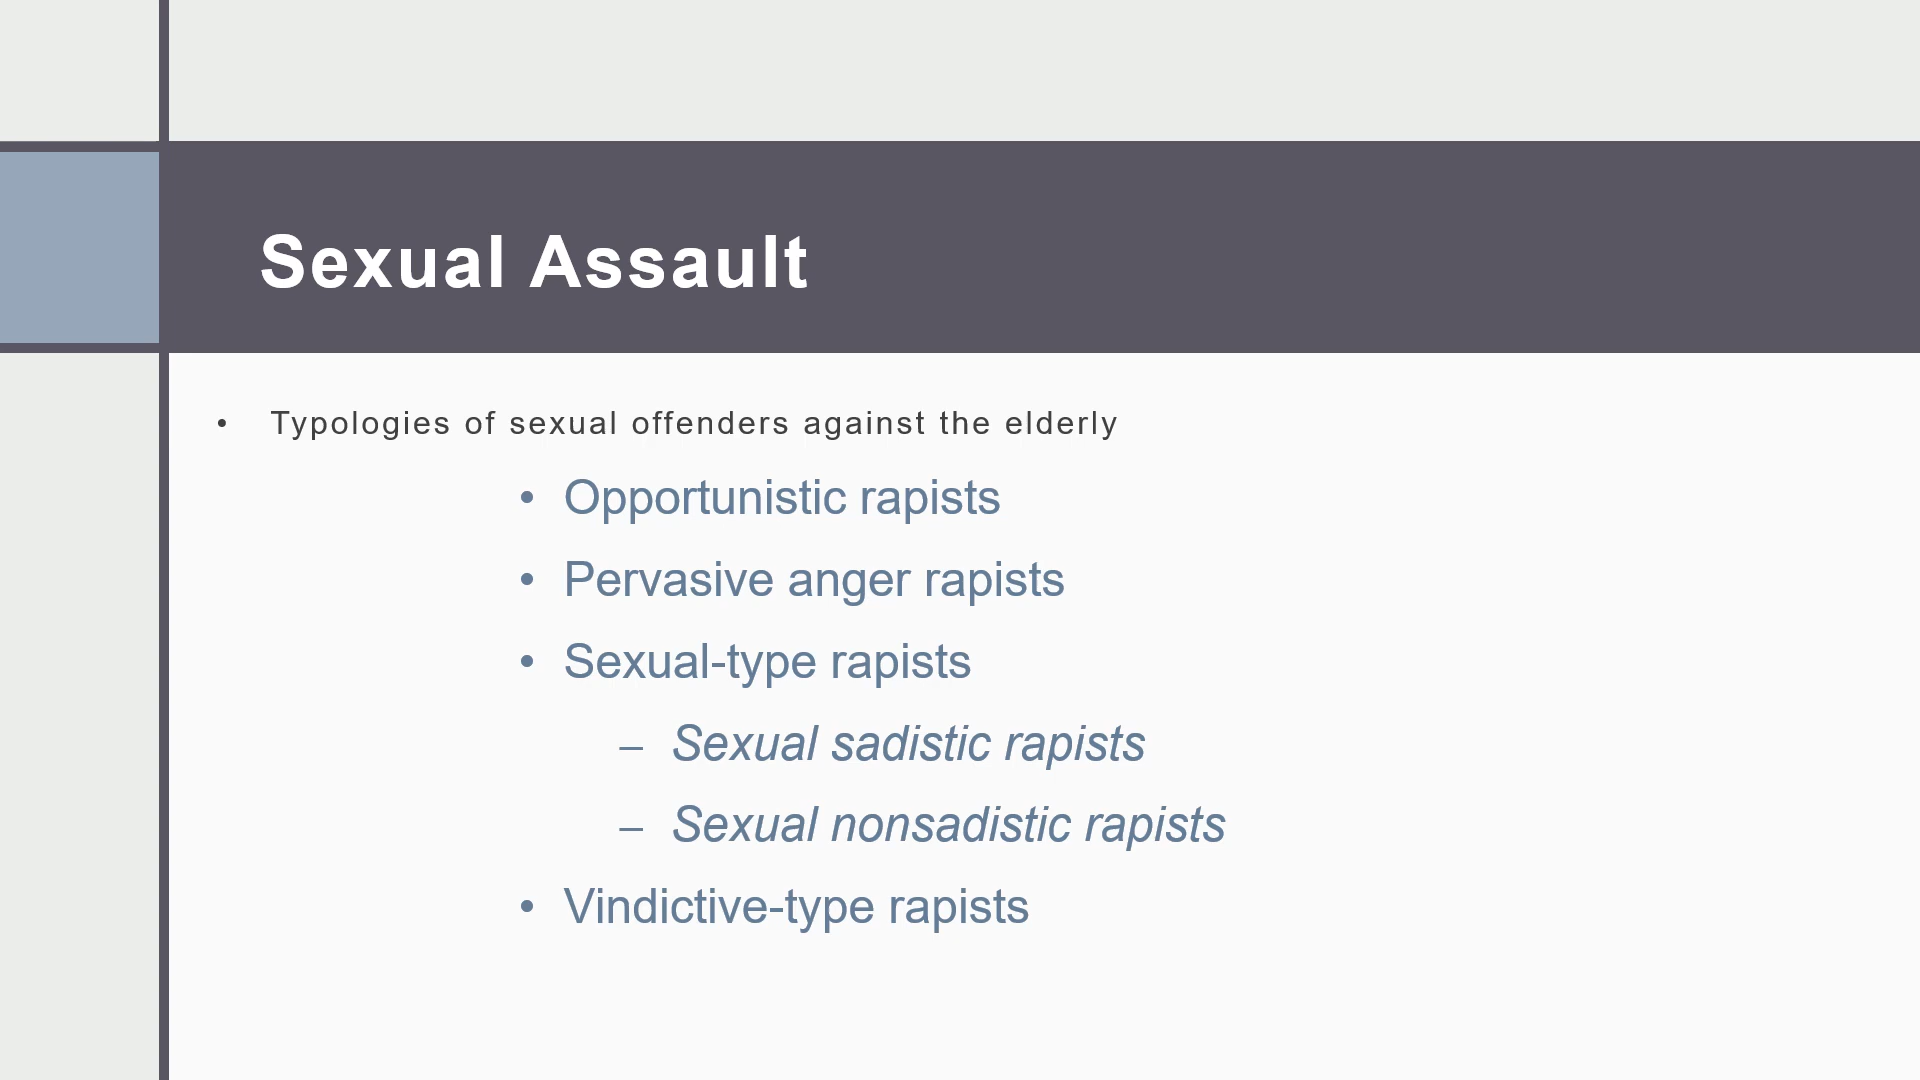 Sexual Assault
• Typologies of sexual offenders against the elderly
• Opportunistic rapists
• Pervasive anger rapists
• Sexual-type rapists
– Sexual sadistic rapists
– Sexual nonsadistic rapists
• Vindictive-type rapists